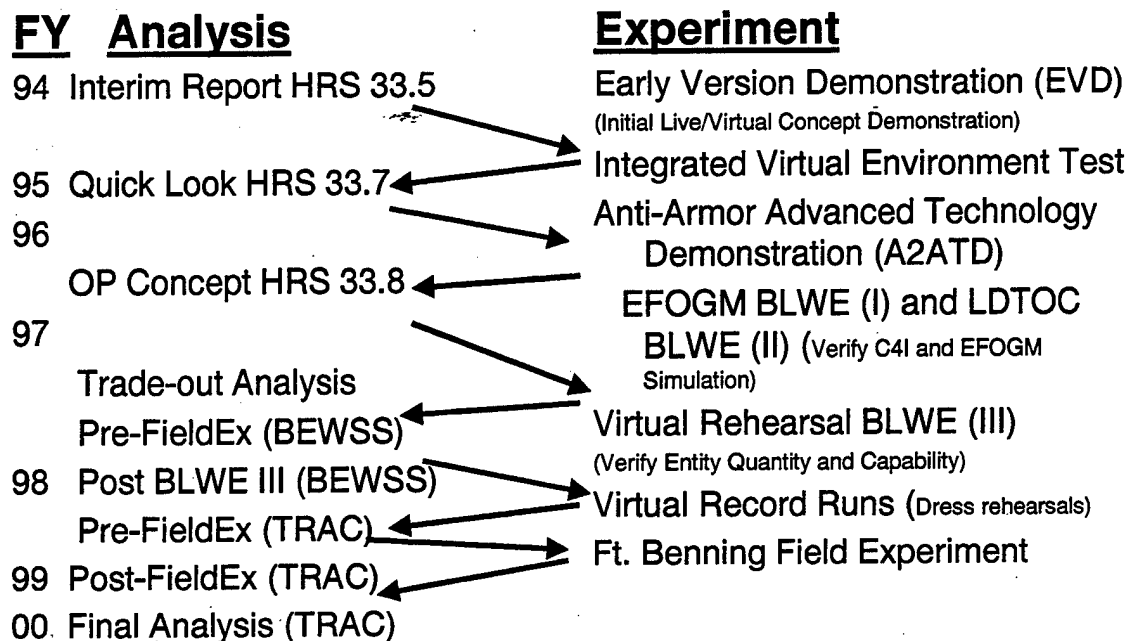 FY Analysis
94 Interim Report HRS 33.5
95 Quick Look HRS 33.7
96
OP Concept HRS 33.8
97
Trade-out Analysis
Pre-FieldEx (BEWSS)
98 Post BLWE III (BEWSS)
Pre-FieldEx (TRAC)
99 Post-FieldEx (TRAC)
00. Final Analysis (TRAC)
Experiment
Early Version Demonstration (EVD)
(Initial Live/Virtual Concept Demonstration)
Integrated Virtual Environment Test
Anti-Armor Advanced Technology
Demonstration (A2ATD)
EFOGM BLWE (I) and LDTOC
BLWE (II) (Verify C4I and EFOGM
Simulation)
Virtual Rehearsal BLWE (III)
(Verify Entity Quantity and Capability)
Virtual Record Runs (Dress rehearsals)
Ft. Benning Field Experiment